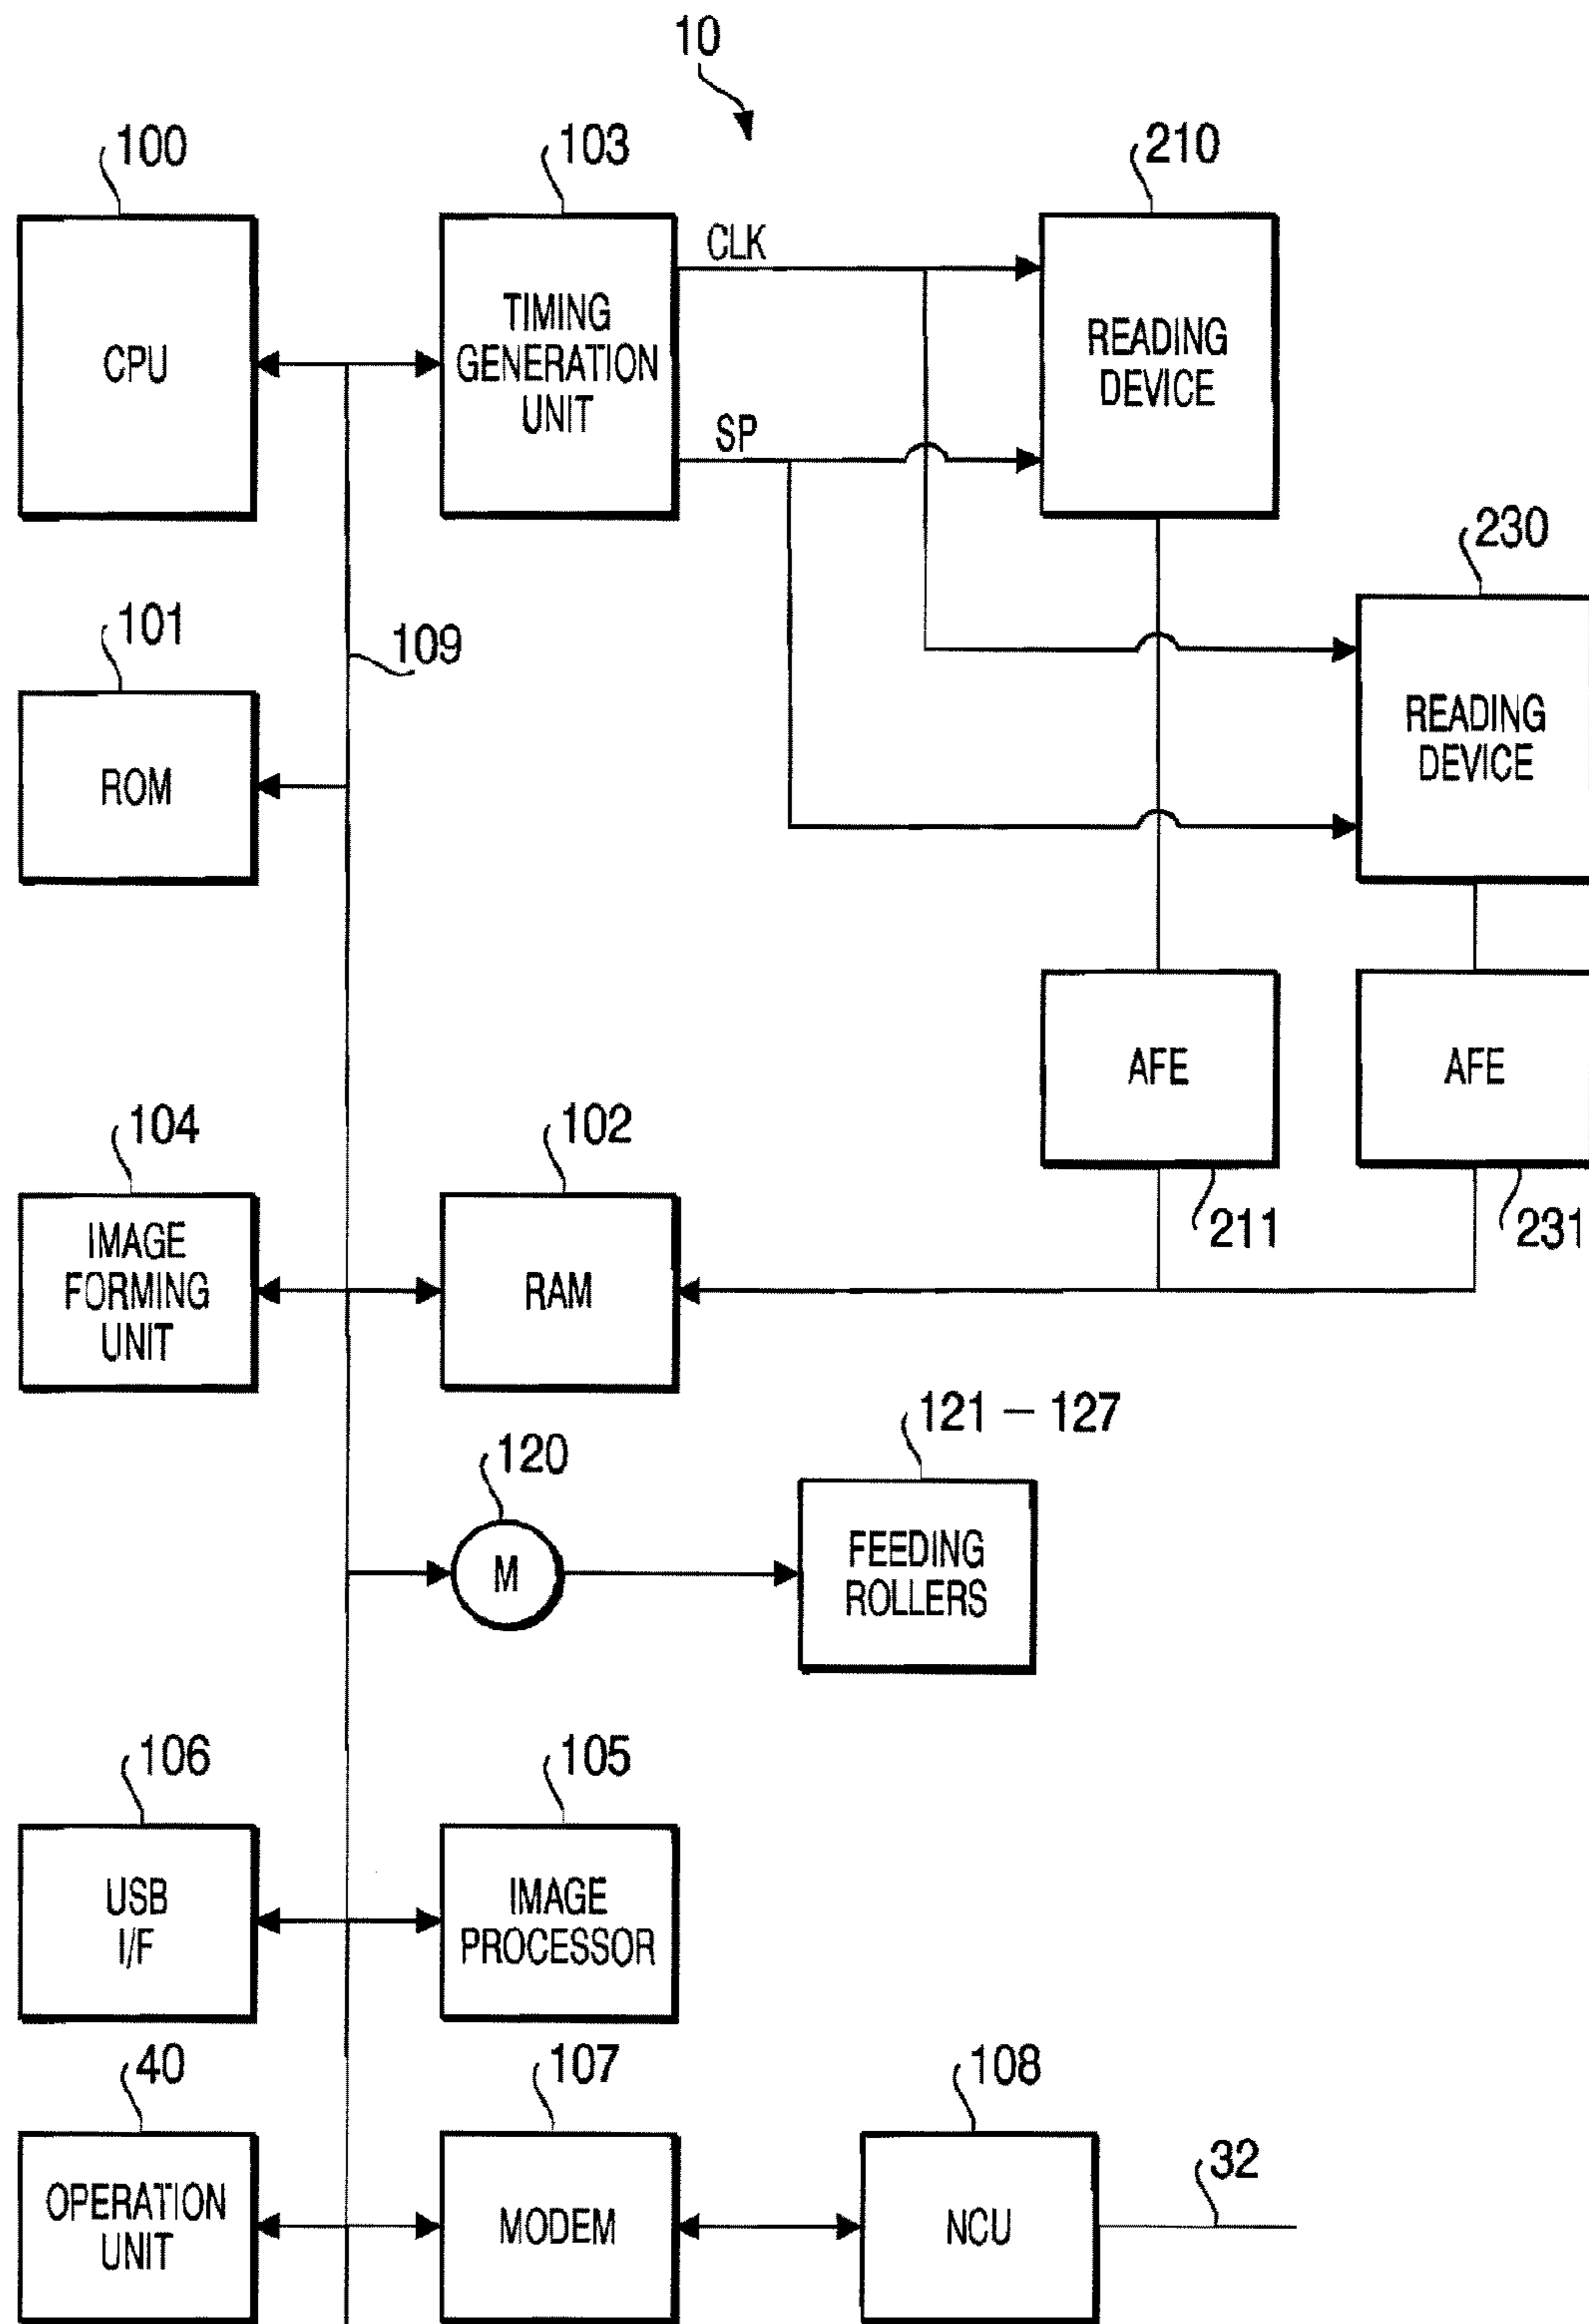 10
100
103
210
CPU
TIMING
GENERATION
UNIT
CLK
SP
READING
DEVICE
230
101
109
ROM
READING
DEVICE
AFE
AFE
104
102
211
231
IMAGE
FORMING
UNIT
RAM
120
121 – 127
M
FEEDING
ROLLERS
106
105
USB
I/F
IMAGE
PROCESSOR
40
107
108
32
OPERATION
UNIT
MODEM
NCU